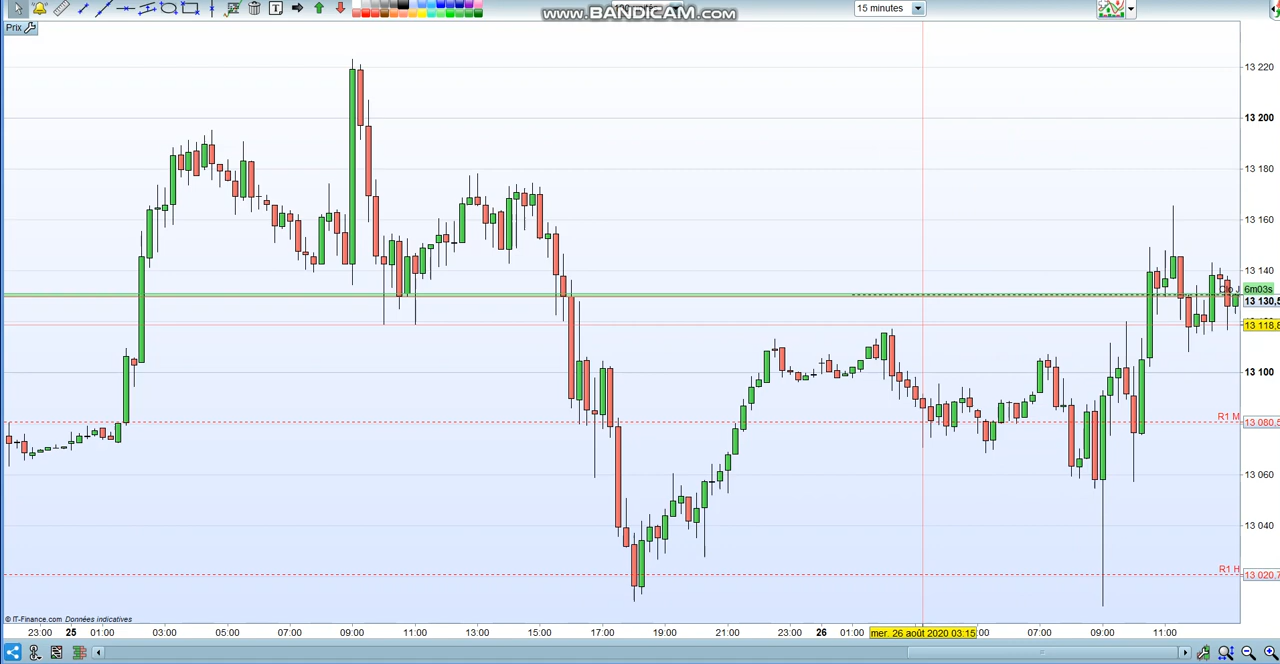 www.BANDICAM.com
15 minutes
Prix
13 220
13 200
13 180
13 160
13 140
6m03s
13 130,5
13 118,8
13 100
R1 M
13 080,5
13 060
13 040
R1 H
13 020,7
© IT-Finance.com Données indicatives
23:00 25 01:00 03:00 05:00 07:00 09:00 11:00 13:00 15:00 17:00 19:00 21:00 23:00 26 01:00 mer. 26 août 2020 03:15 :00 07:00 09:00 11:00